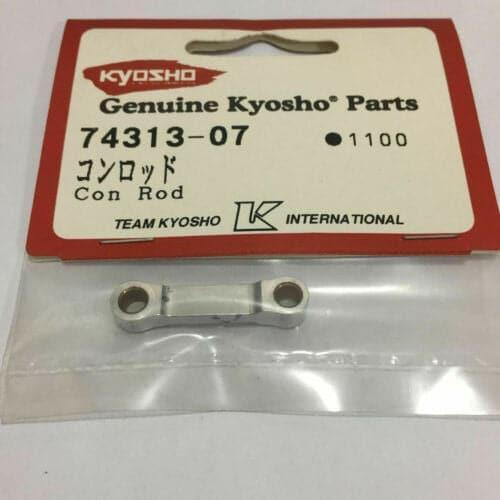 KYOSHO
Genuine Kyosho® Parts
74313-07 ●1100
コンロッド
Con Rod
TEAM KYOSHO K INTERNATIONAL